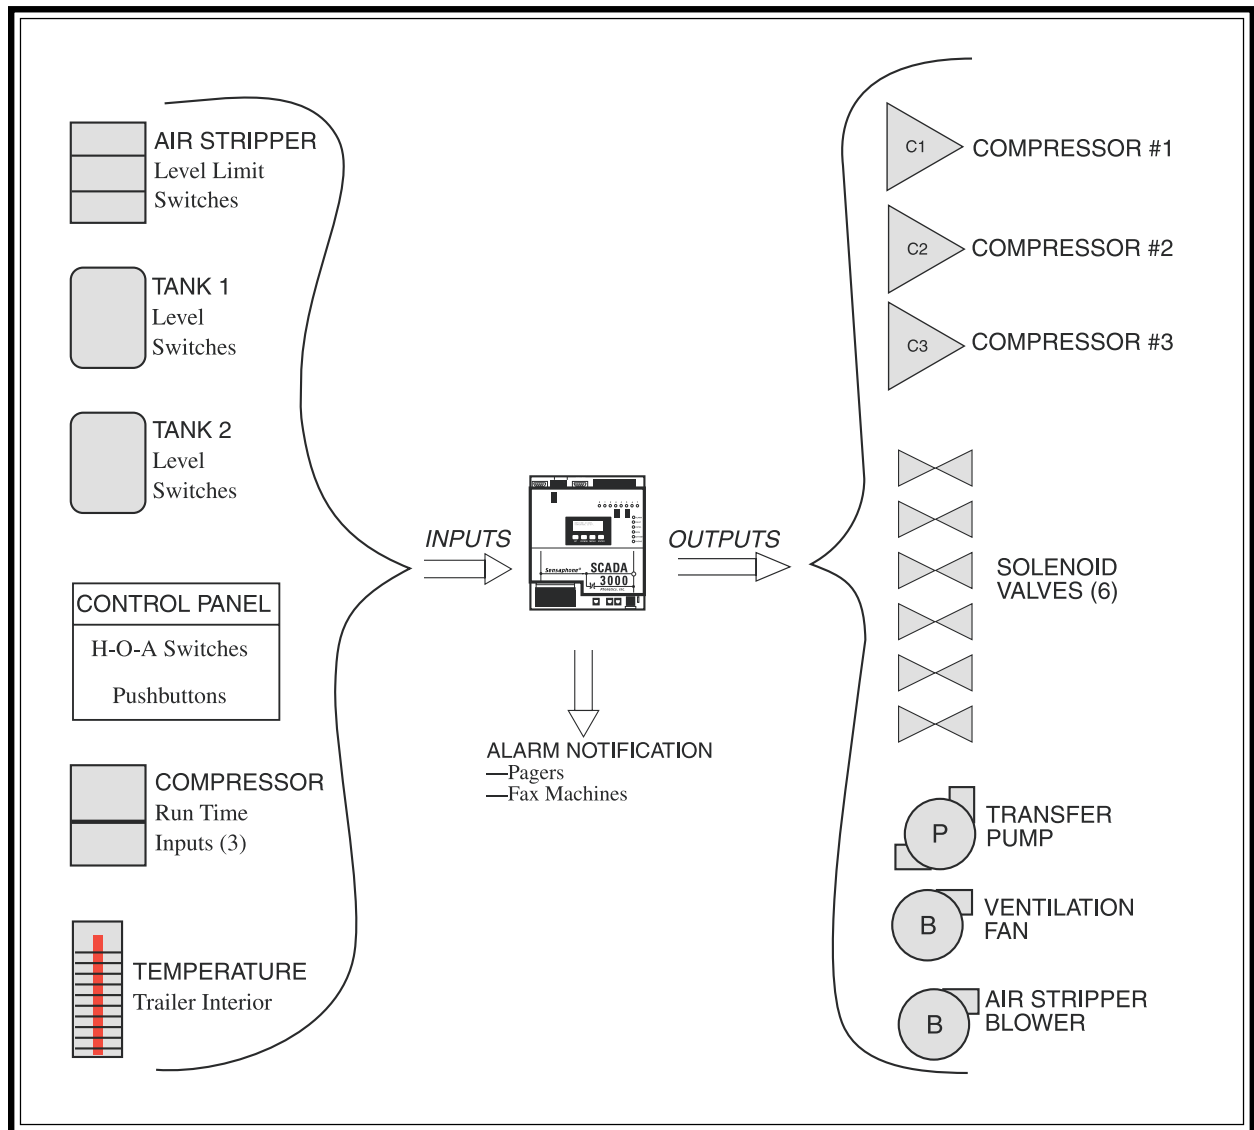 AIR STRIPPER
Level Limit
Switches
TANK 1
Level
Switches
TANK 2
Level
Switches
CONTROL PANEL
H-O-A Switches
Pushbuttons
COMPRESSOR
Run Time
Inputs (3)
TEMPERATURE
Trailer Interior
INPUTS
Sensaphone®
SCADA
3000
Phonetics, Inc.
OUTPUTS
ALARM NOTIFICATION
—Pagers
—Fax Machines
C1
COMPRESSOR #1
C2
COMPRESSOR #2
C3
COMPRESSOR #3
SOLENOID
VALVES (6)
P
TRANSFER
PUMP
B
VENTILATION
FAN
B
AIR STRIPPER
BLOWER